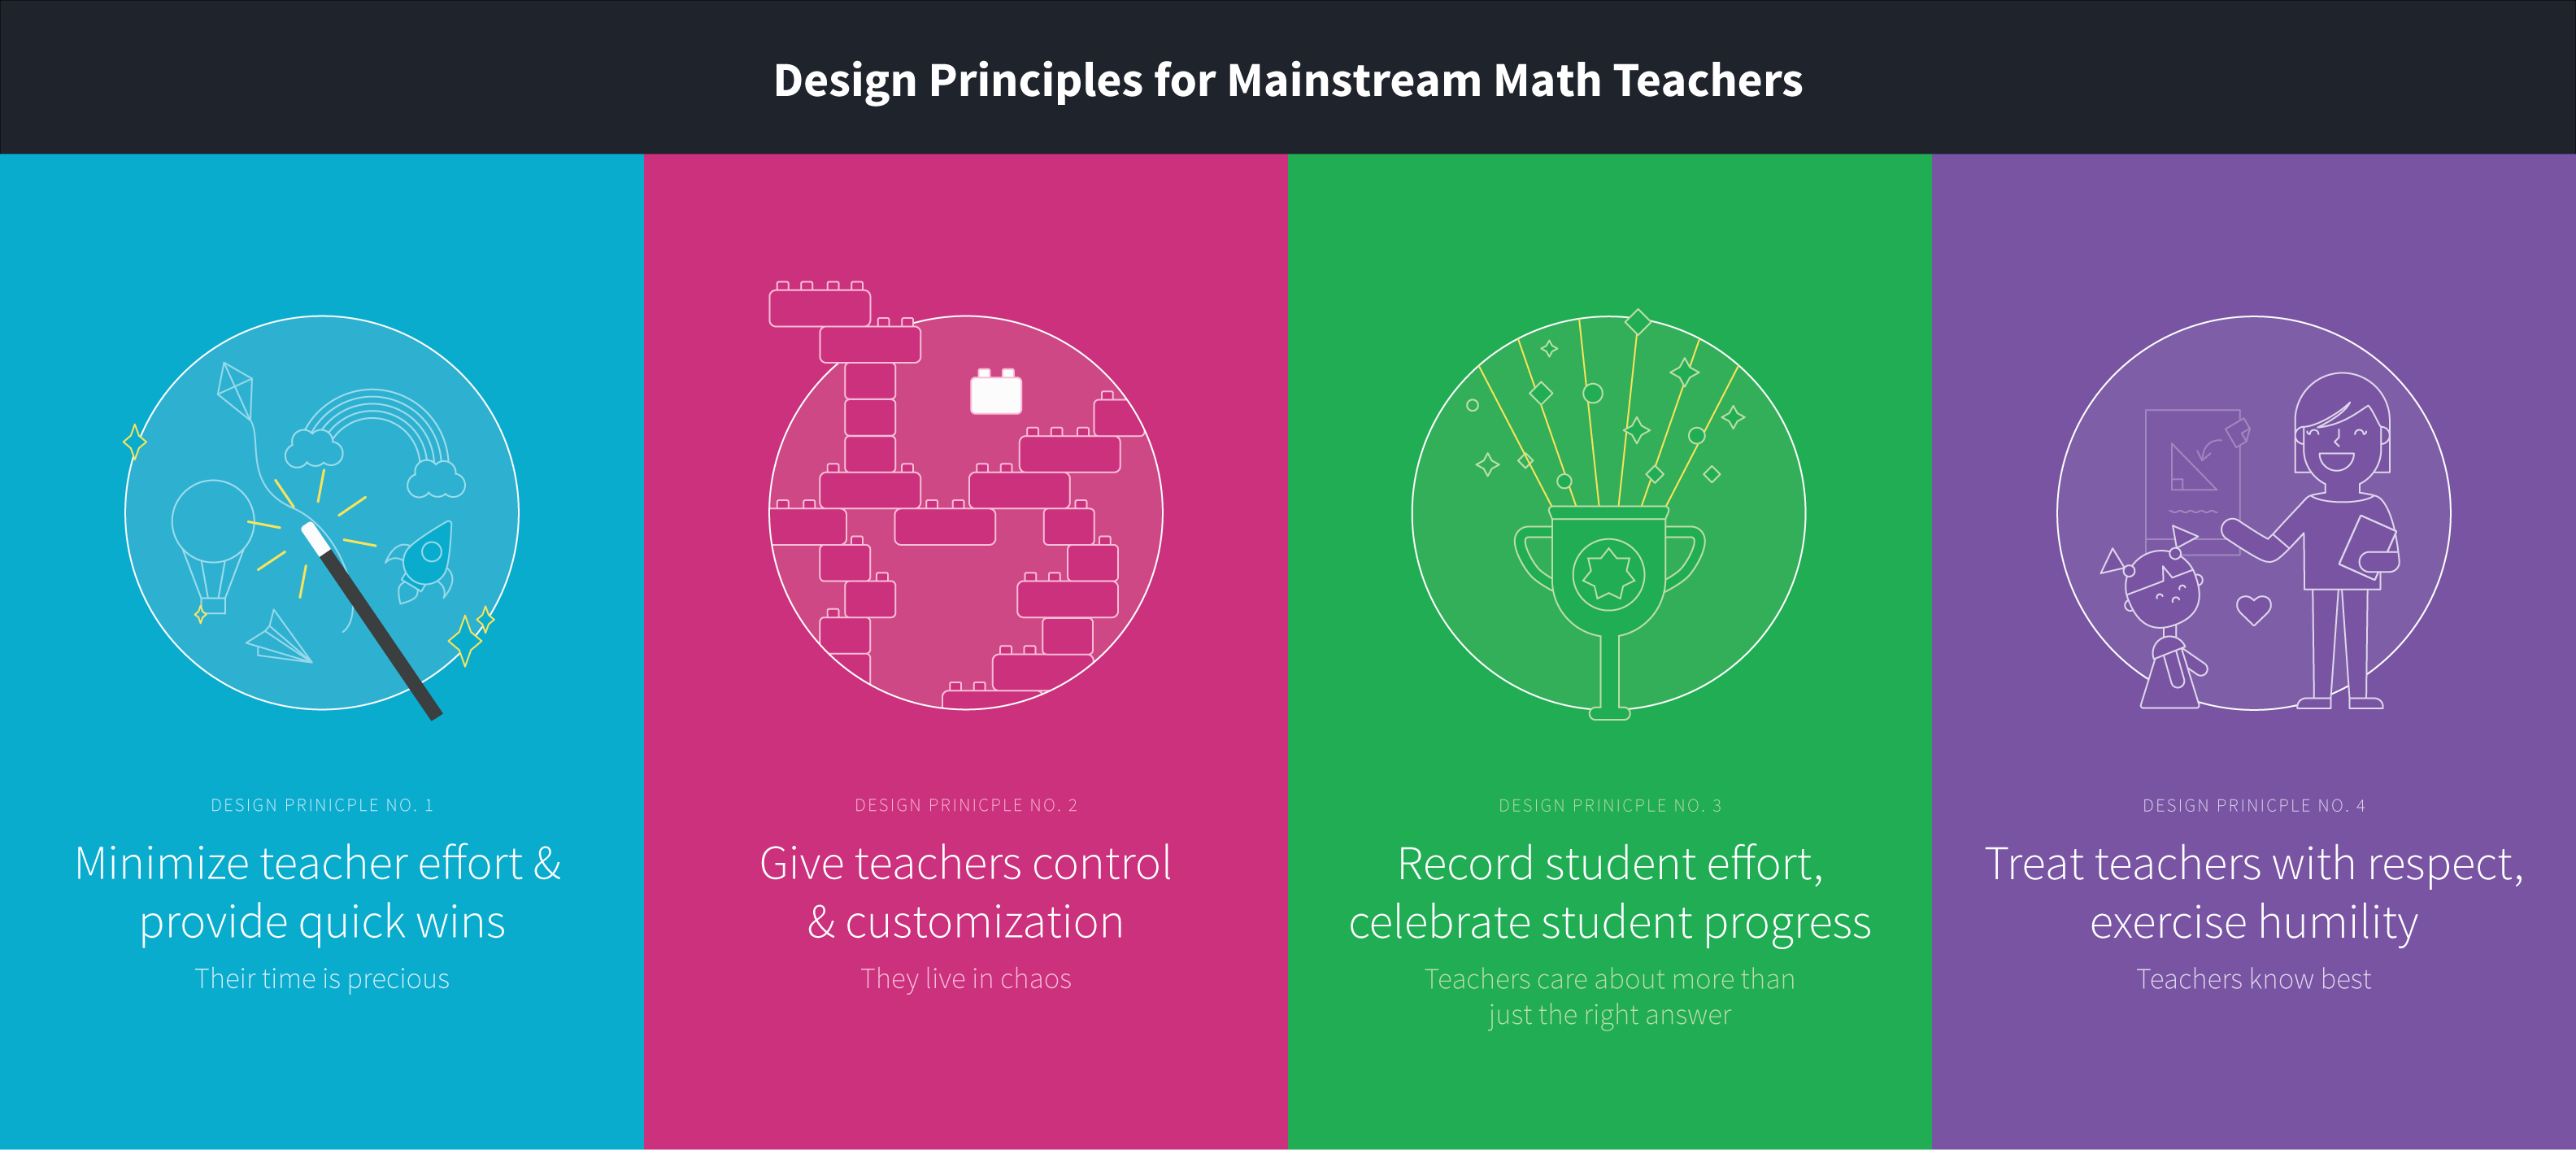 Design Principles for Mainstream Math Teachers
DESIGN PRINICPLE NO. 1
Minimize teacher effort &
provide quick wins
Their time is precious
DESIGN PRINICPLE NO. 2
Give teachers control
& customization
They live in chaos
DESIGN PRINICPLE NO. 3
Record student effort,
celebrate student progress
Teachers care about more than
just the right answer
DESIGN PRINICPLE NO. 4
Treat teachers with respect,
exercise humility
Teachers know best